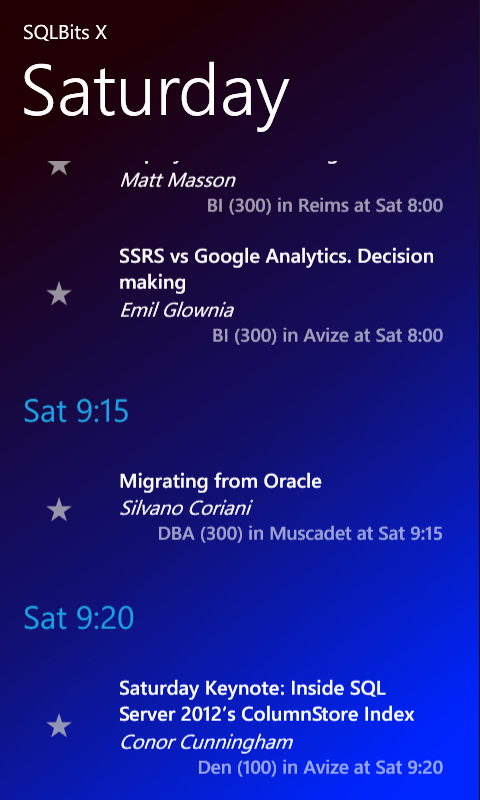 SQLBits X
Saturday
Matt Masson
BI (300) in Reims at Sat 8:00
SSRS vs Google Analytics. Decision
making
Emil Glownia
BI (300) in Avize at Sat 8:00
Sat 9:15
Migrating from Oracle
Silvano Coriani
DBA (300) in Muscadet at Sat 9:15
Sat 9:20
Saturday Keynote: Inside SQL
Server 2012's ColumnStore Index
Conor Cunningham
Den (100) in Avize at Sat 9:20